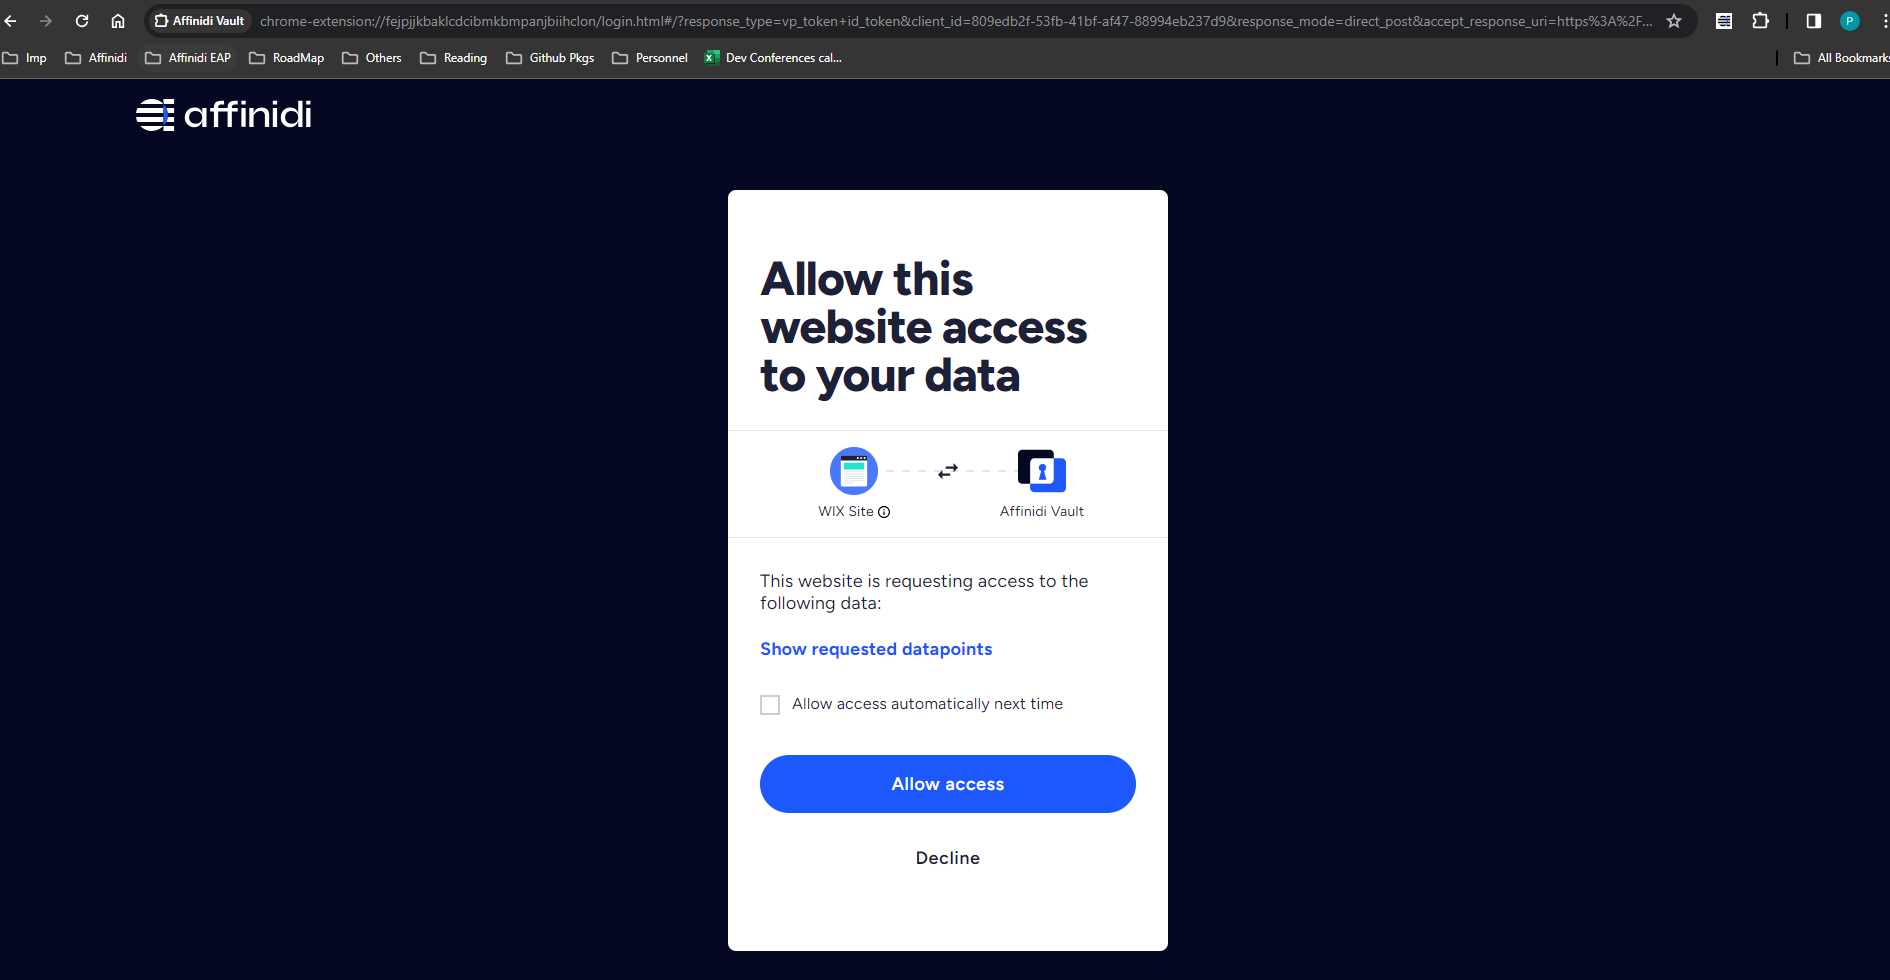 Affinidi Vault chrome-extension://fejpjjkbaklcdcibmkbmpanjbiihclon/login.html#/?response_type=vp_token+id_token&client_id=809edb2f-53fb-41bf-af47-88994eb237d9&response_mode=direct_post&accept_response_uri=https%3A%2F... P
Imp Affinidi Affinidi EAP RoadMap Others Reading Github Pkgs Personnel Dev Conferences cal... All Bookmarks
affinidi
Allow this
website access
to your data
WIX Site Affinidi Vault
This website is requesting access to the
following data:
Show requested datapoints
Allow access automatically next time
Allow access
Decline